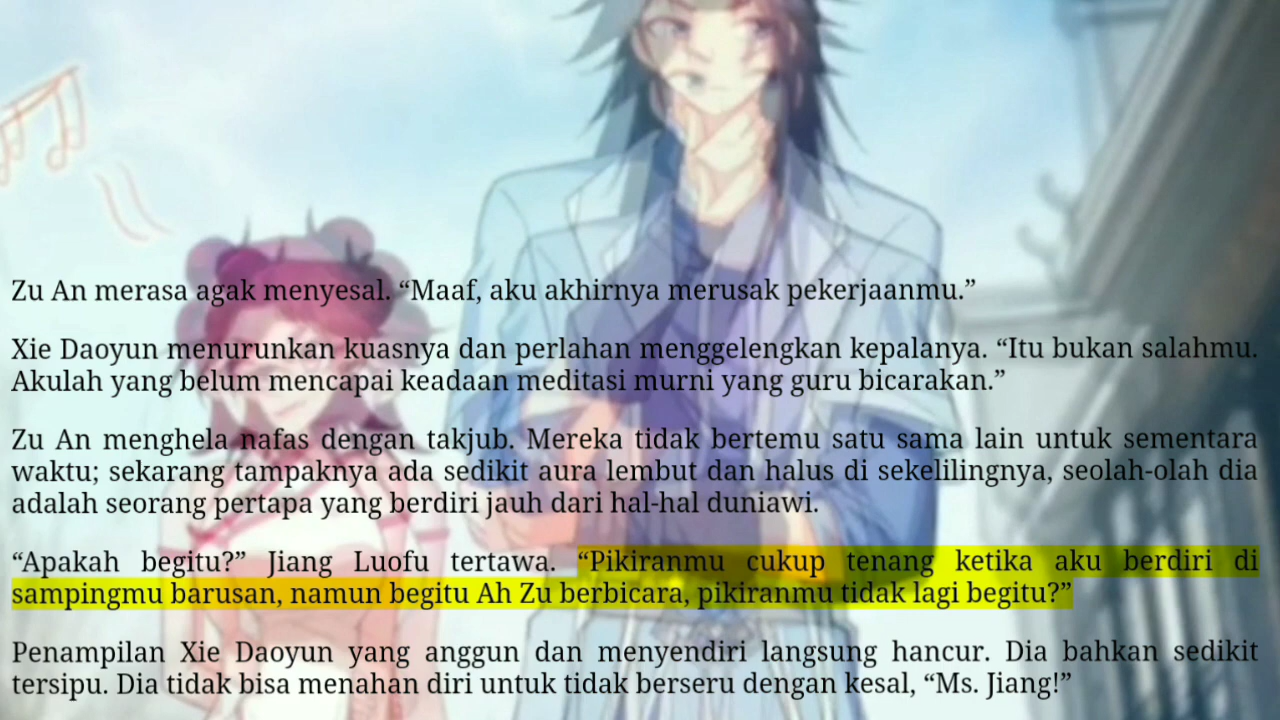 Zu An merasa agak menyesal. “Maaf, aku akhirnya merusak pekerjaanmu.”
Xie Daoyun menurunkan kuasnya dan perlahan menggelengkan kepalanya. “Itu bukan salahmu.
Akulah yang belum mencapai keadaan meditasi murni yang guru bicarakan.”
Zu An menghela nafas dengan takjub. Mereka tidak bertemu satu sama lain untuk sementara
waktu; sekarang tampaknya ada sedikit aura lembut dan halus di sekelilingnya, seolah-olah dia
adalah seorang pertapa yang berdiri jauh dari hal-hal duniawi.
“Apakah begitu?” Jiang Luofu tertawa. “Pikiranmu cukup tenang ketika aku berdiri di
sampingmu barusan, namun begitu Ah Zu berbicara, pikiranmu tidak lagi begitu?”
Penampilan Xie Daoyun yang anggun dan menyendiri langsung hancur. Dia bahkan sedikit
tersipu. Dia tidak bisa menahan diri untuk tidak berseru dengan kesal, “Ms. Jiang!”